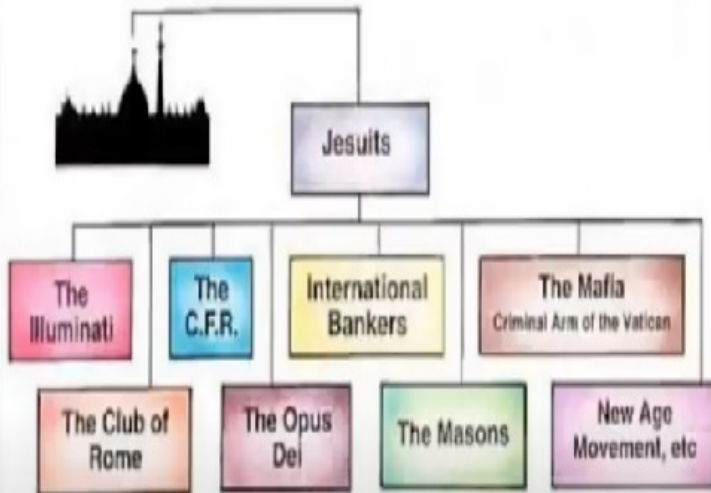 Jesuits
The
Illuminati
The
C.F.R.
International
Bankers
The Mafia
Criminal Arm of the Vatican
The Club of
Rome
The Opus
Dei
The Masons
New Age
Movement, etc